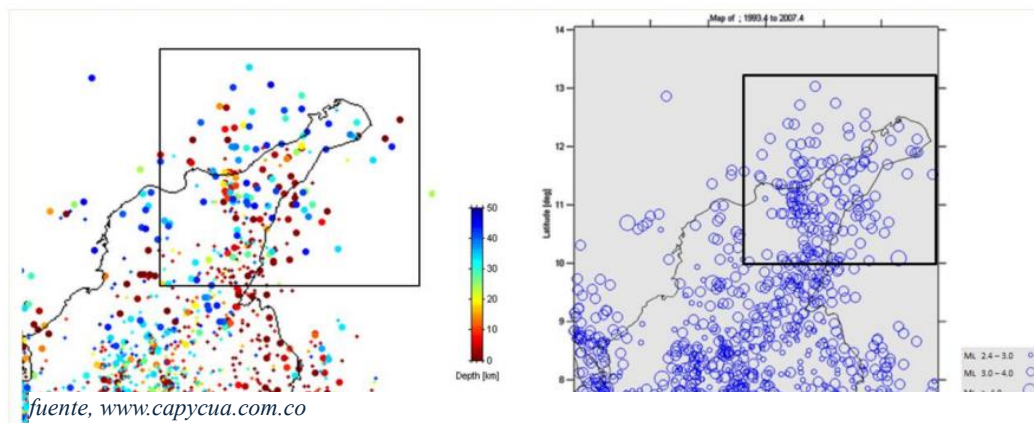 Map of ; 1993.4 to 2007.4
14
13
12
11
10
9
8
Latitude [deg]
50
40
30
20
10
0
Depth [km]
ML 2.4 – 3.0
ML 3.0 – 4.0
fuente, www.capycua.com.co